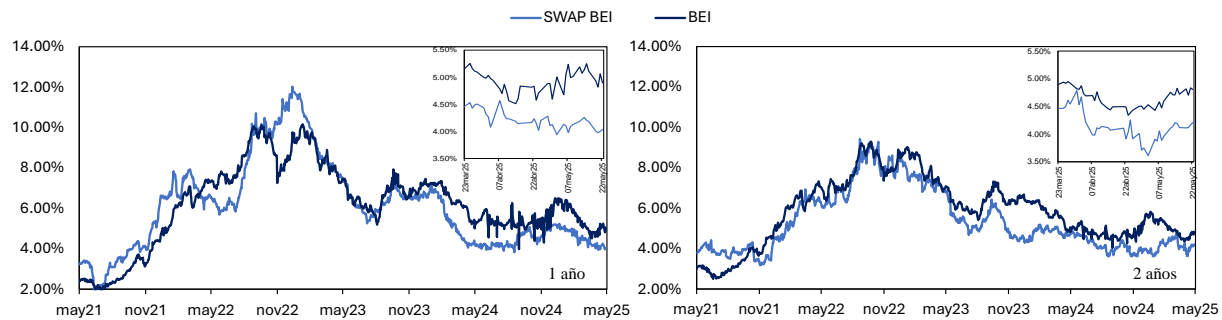 SWAP BEI BEI
14.00%
12.00%
10.00%
8.00%
6.00%
4.00%
2.00%
may21 nov21 may22 nov22 may23 nov23 may24 nov24 may25
1 año
5.50%
5.00%
4.50%
4.00%
3.50%
23mar25
07abr25
22abr25
07may25
22may25
14.00%
12.00%
10.00%
8.00%
6.00%
4.00%
2.00%
may21 nov21 may22 nov22 may23 nov23 may24 nov24 may25
2 años
5.50%
5.00%
4.50%
4.00%
3.50%
23mar25
07abr25
22abr25
07may25
22may25